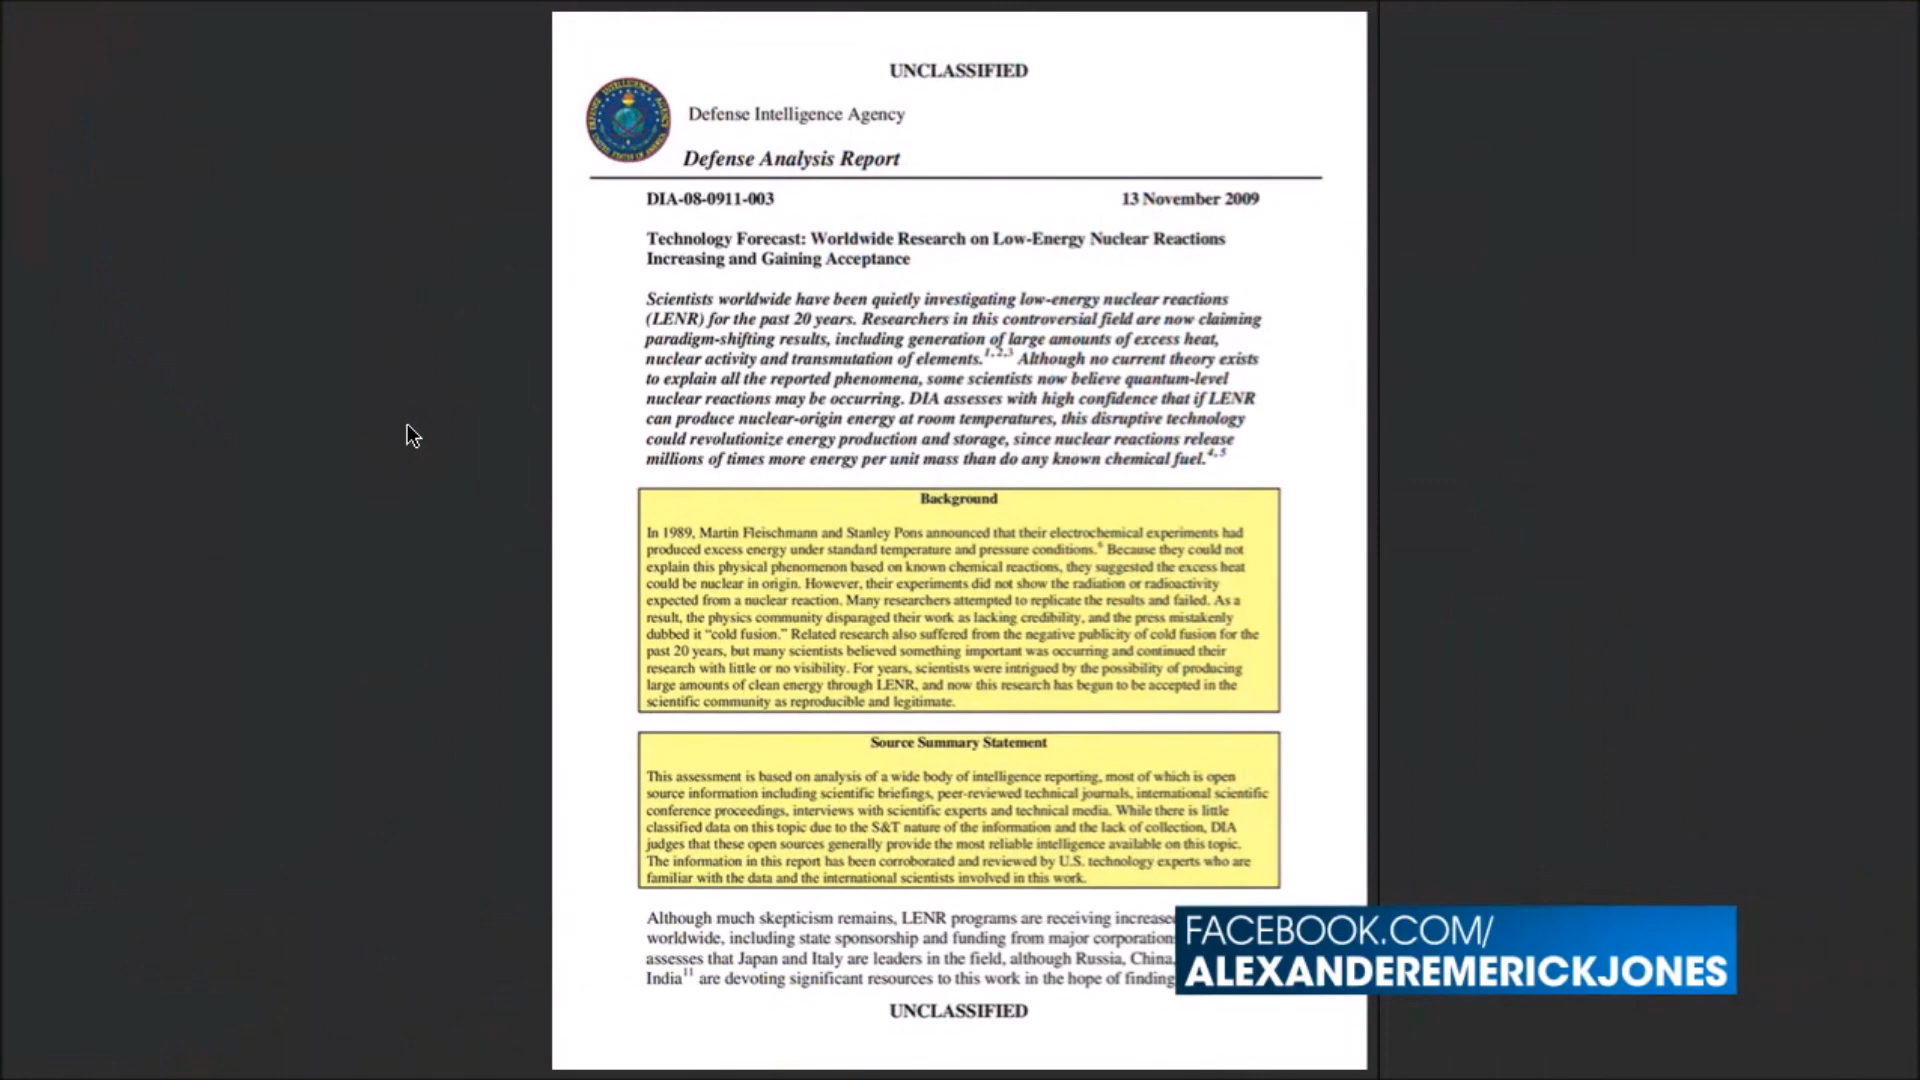 UNCLASSIFIED
Defense Intelligence Agency
Defense Analysis Report
DIA-08-0911-003 13 November 2009
Technology Forecast: Worldwide Research on Low-Energy Nuclear Reactions
Increasing and Gaining Acceptance
Scientists worldwide have been quietly investigating low-energy nuclear reactions
(LENR) for the past 20 years. Researchers in this controversial field are now claiming
paradigm-shifting results, including generation of large amounts of excess heat,
nuclear activity and transmutation of elements.1,2,3 Although no current theory exists
to explain all the reported phenomena, some scientists now believe quantum-level
nuclear reactions may be occurring. DIA assesses with high confidence that if LENR
can produce nuclear-origin energy at room temperatures, this disruptive technology
could revolutionize energy production and storage, since nuclear reactions release
millions of times more energy per unit mass than do any known chemical fuel.4,5
Background
In 1989, Martin Fleischmann and Stanley Pons announced that their electrochemical experiments had
produced excess energy under standard temperature and pressure conditions.6 Because they could not
explain this physical phenomenon based on known chemical reactions, they suggested the excess heat
could be nuclear in origin. However, their experiments did not show the radiation or radioactivity
expected from a nuclear reaction. Many researchers attempted to replicate the results and failed. As a
result, the physics community disparaged their work as lacking credibility, and the press mistakenly
dubbed it “cold fusion.” Related research also suffered from the negative publicity of cold fusion for the
past 20 years, but many scientists believed something important was occurring and continued their
research with little or no visibility. For years, scientists were intrigued by the possibility of producing
large amounts of clean energy through LENR, and now this research has begun to be accepted in the
scientific community as reproducible and legitimate.
Source Summary Statement
This assessment is based on analysis of a wide body of intelligence reporting, most of which is open
source information including scientific briefings, peer-reviewed technical journals, international scientific
conference proceedings, interviews with scientific experts and technical media. While there is little
classified data on this topic due to the S&T nature of the information and the lack of collection, DIA
judges that these open sources generally provide the most reliable intelligence available on this topic.
The information in this report has been corroborated and reviewed by U.S. technology experts who are
familiar with the data and the international scientists involved in this work.
Although much skepticism remains, LENR programs are receiving increase
worldwide, including state sponsorship and funding from major corporation
assesses that Japan and Italy are leaders in the field, although Russia, China,
India11 are devoting significant resources to this work in the hope of finding
UNCLASSIFIED
FACEBOOK.COM/
ALEXANDEREMERICKJONES